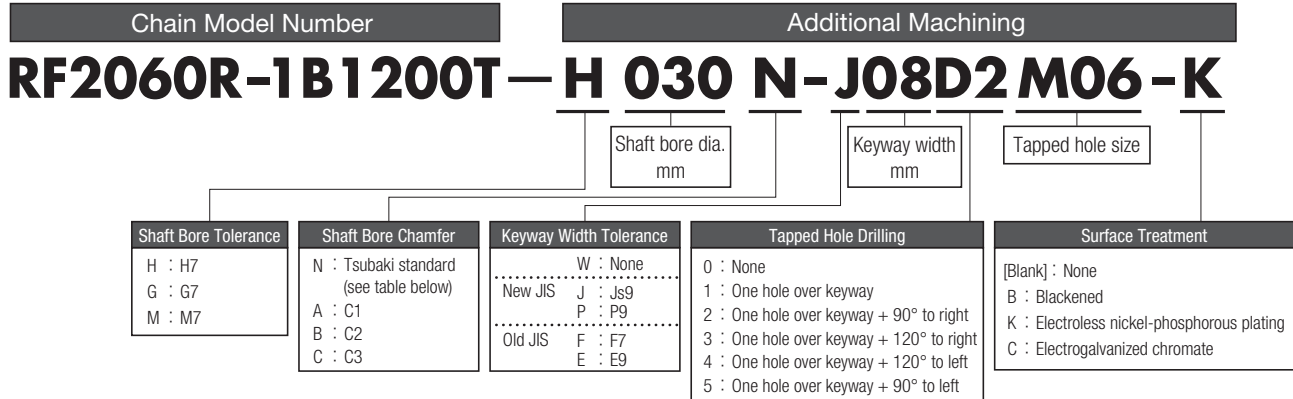 Chain Model Number
Additional Machining
RF2060R-1B1200T—H 030 N-J08D2 M06-K
Shaft bore dia.
mm
Keyway width
mm
Tapped hole size
Shaft Bore Tolerance
H : H7
G : G7
M : M7
Shaft Bore Chamfer
N : Tsubaki standard
(see table below)
A : C1
B : C2
C : C3
Keyway Width Tolerance
W : None
New JIS J : Js9
P : P9
Old JIS F : F7
E : E9
Tapped Hole Drilling
0 : None
1 : One hole over keyway
2 : One hole over keyway + 90° to right
3 : One hole over keyway + 120° to right
4 : One hole over keyway + 120° to left
5 : One hole over keyway + 90° to left
Surface Treatment
[Blank] : None
B : Blackened
K : Electroless nickel-phosphorous plating
C : Electrogalvanized chromate